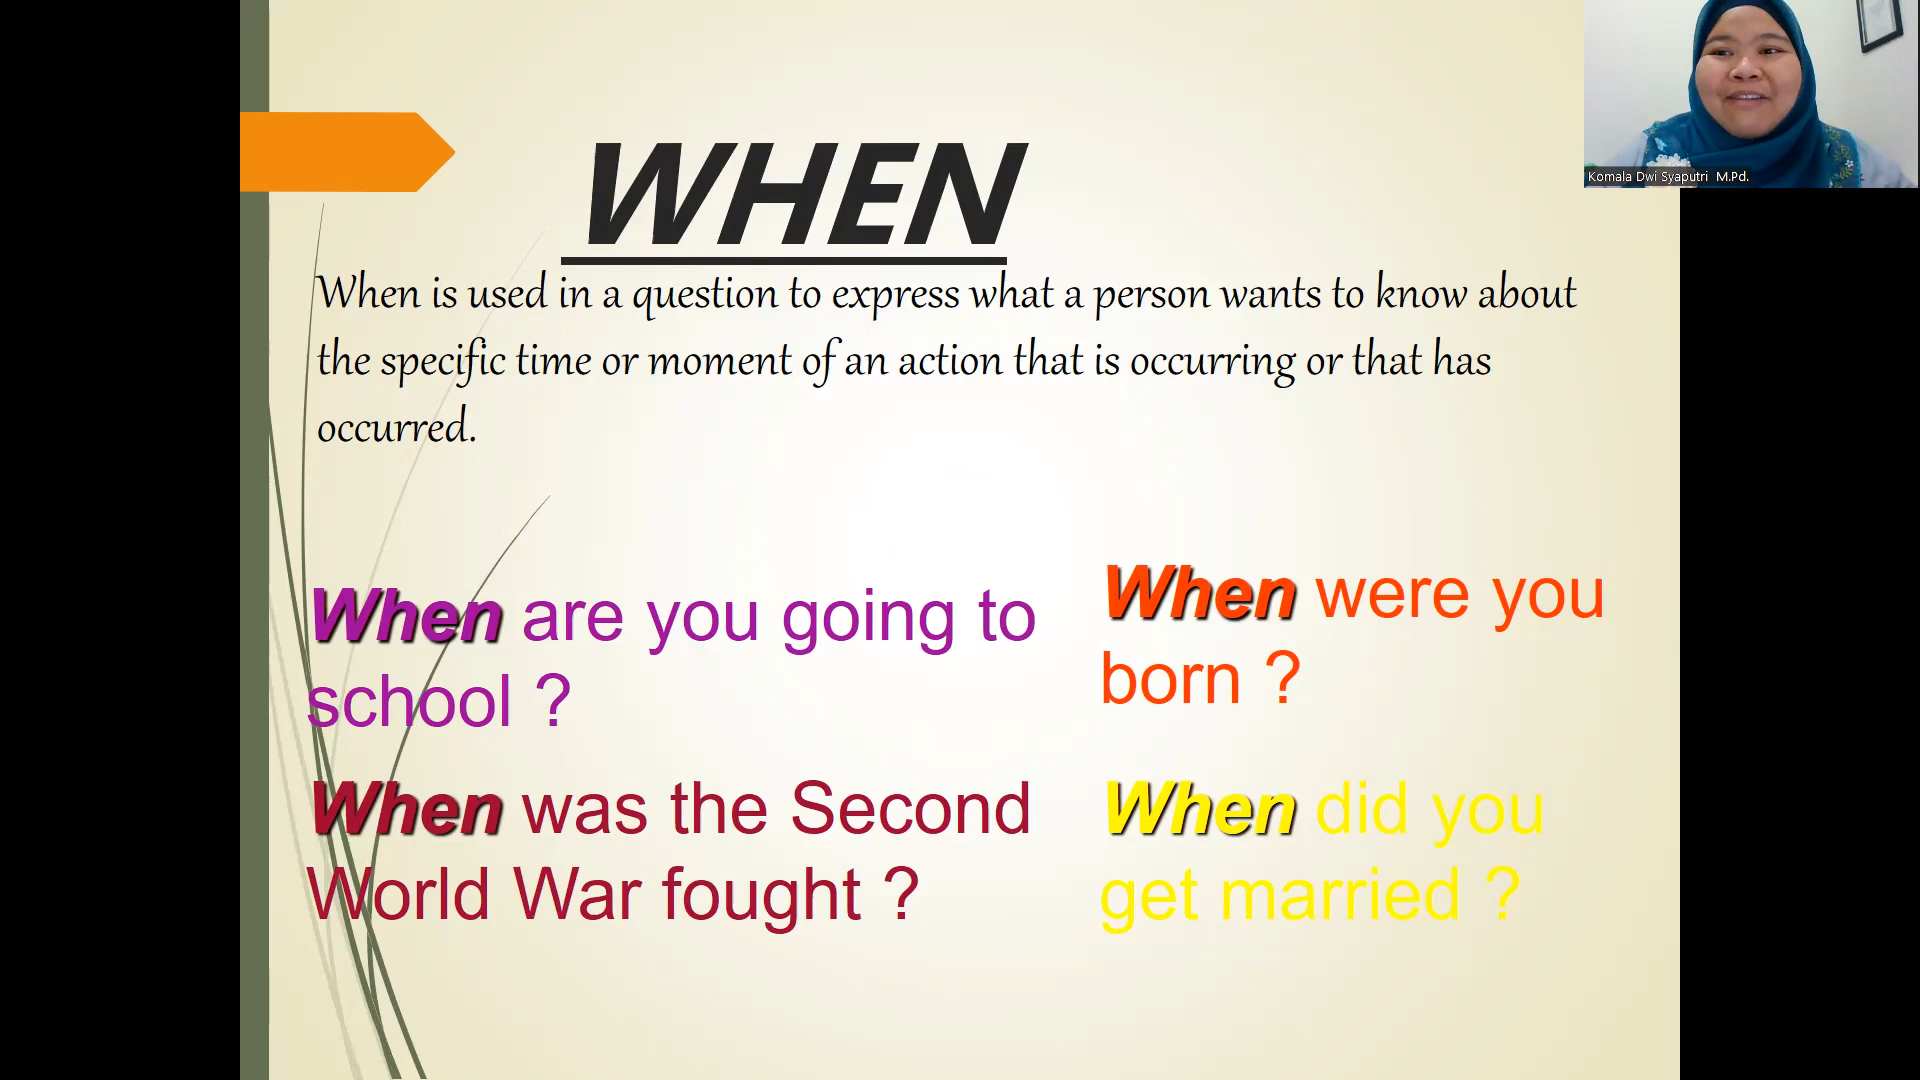 WHEN
When is used in a question to express what a person wants to know about
the specific time or moment of an action that is occurring or that has
occurred.
When are you going to
school ?
When were you
born ?
When was the Second
World War fought ?
When did you
get married ?
Komala Dwi Syaputri M.Pd.